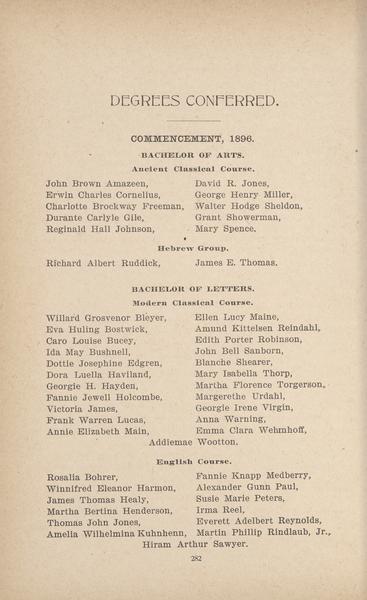 DEGREES CONFERRED.
COMMENCEMENT, 1896.
BACHELOR OF ARTS.
Ancient Classical Course.
John Brown Amazeen, David R. Jones,
Erwin Charles Cornelius, George Henry Miller,
Charlotte Brockway Freeman, Walter Hodge Sheldon,
Durante Carlyle Gile, Grant Showerman,
Reginald Hall Johnson, Mary Spence.
Hebrew Group.
Richard Albert Ruddick, James E. Thomas.
BACHELOR OF LETTERS.
Modern Classical Course.
Willard Grosvenor Bleyer, Ellen Lucy Maine,
Eva Huling Bostwick, Amund Kittelsen Reindahl,
Caro Louise Bucey, Edith Porter Robinson,
Ida May Bushnell, John Bell Sanborn,
Dottie Josephine Edgren, Blanche Shearer,
Dora Luella Haviland, Mary Isabella Thorp,
Georgie H. Hayden, Martha Florence Torgerson,
Fannie Jewell Holcombe, Margerethe Urdahl,
Victoria James, Georgie Irene Virgin,
Frank Warren Lucas, Anna Warning,
Annie Elizabeth Main, Emma Clara Wehmhoff,
Addiemae Wootton.
English Course.
Rosalia Bohrer, Fannie Knapp Medberry,
Winnifred Eleanor Harmon, Alexander Gunn Paul,
James Thomas Healy, Susie Marie Peters,
Martha Bertina Henderson, Irma Reel,
Thomas John Jones, Everett Adelbert Reynolds,
Amelia Wilhelmina Kuhnhenn, Martin Phillip Rindlaub, Jr.,
Hiram Arthur Sawyer.
282